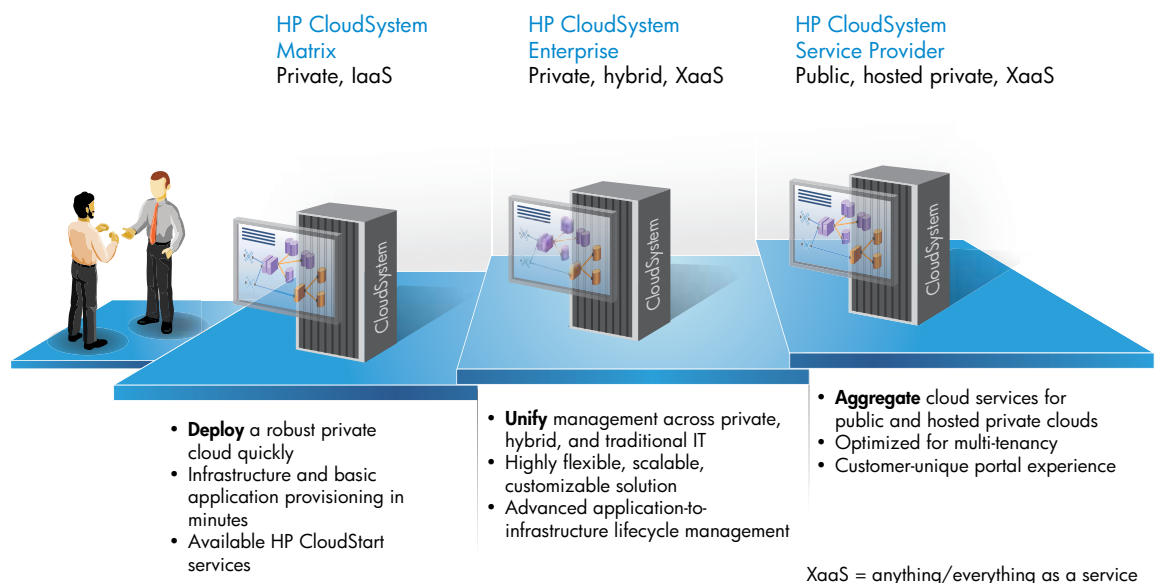 HP CloudSystem
Matrix
Private, IaaS
HP CloudSystem
Enterprise
Private, hybrid, XaaS
HP CloudSystem
Service Provider
Public, hosted private, XaaS
CloudSystem
CloudSystem
CloudSystem
• Deploy a robust private
cloud quickly
• Infrastructure and basic
application provisioning in
minutes
• Available HP CloudStart
services
• Unify management across private,
hybrid, and traditional IT
• Highly flexible, scalable,
customizable solution
• Advanced application-to-
infrastructure lifecycle management
• Aggregate cloud services for
public and hosted private clouds
• Optimized for multi-tenancy
• Customer-unique portal experience
XaaS = anything/everything as a service